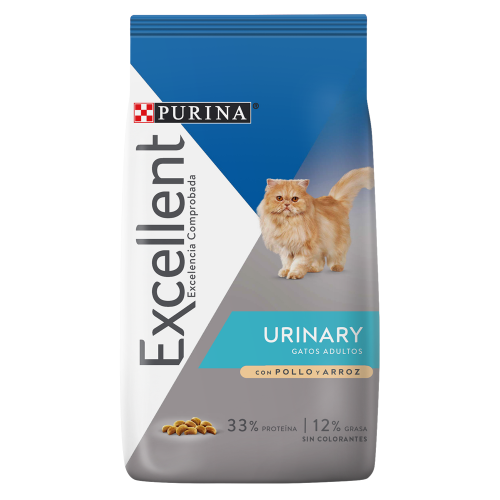 PURINA®
Excellent
Excelencia Comprobada
URINARY
GATOS ADULTOS
CON POLLO Y ARROZ
33% PROTEÍNA | 12% GRASA
SIN COLORANTES